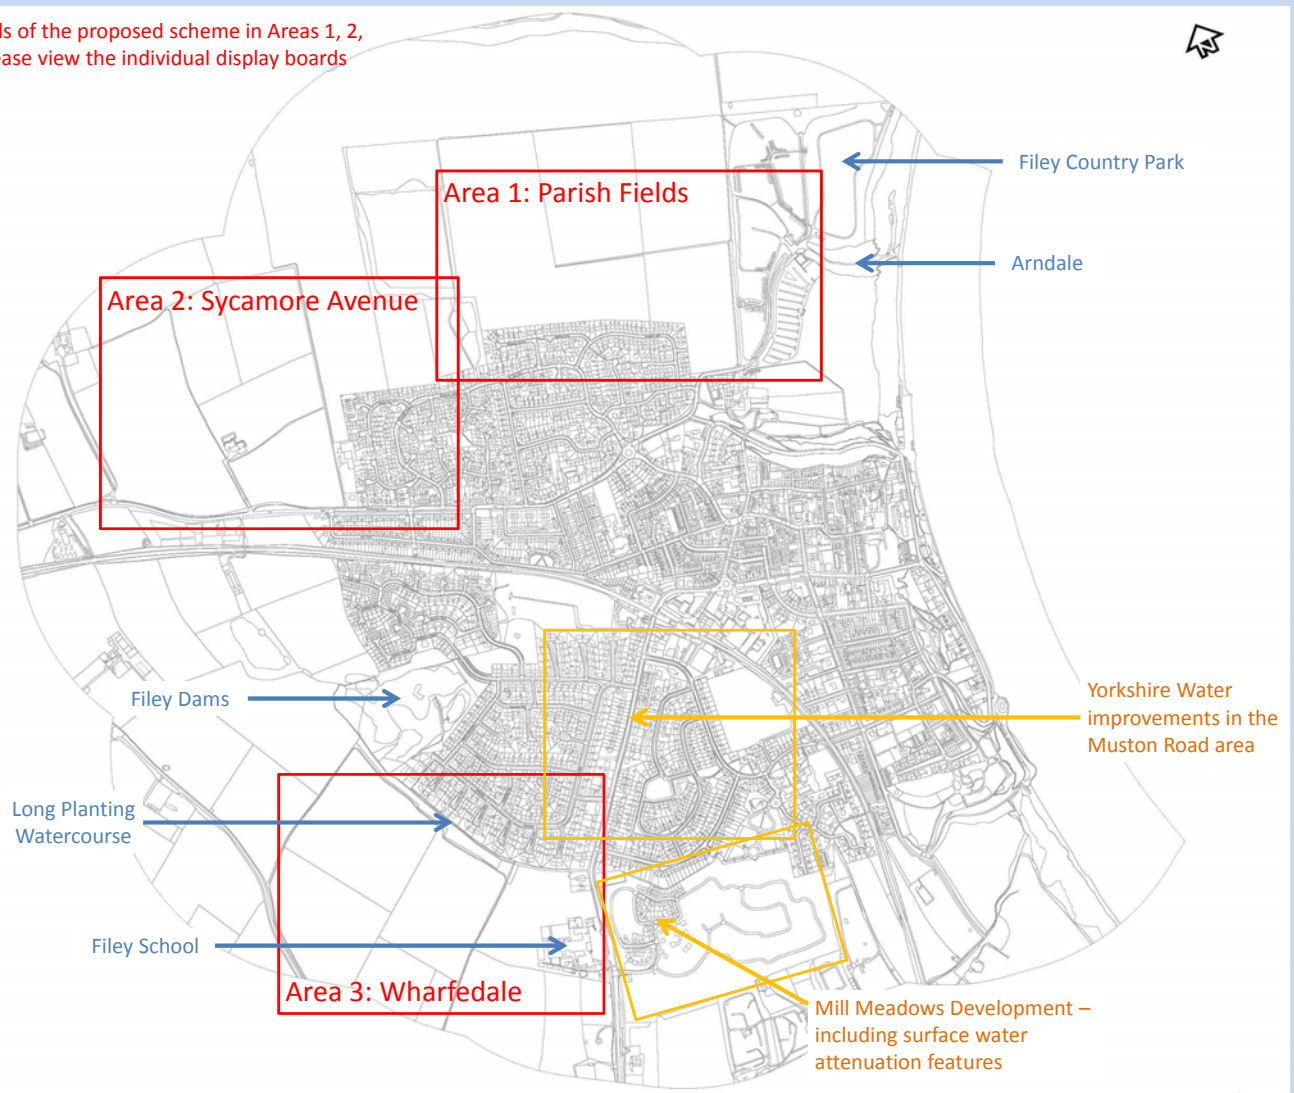 ls of the proposed scheme in Areas 1, 2,
ease view the individual display boards
Filey Country Park
Area 1: Parish Fields
Arndale
Area 2: Sycamore Avenue
Filey Dams
Yorkshire Water
improvements in the
Muston Road area
Long Planting
Watercourse
Filey School
Area 3: Wharfedale
Mill Meadows Development –
including surface water
attenuation features